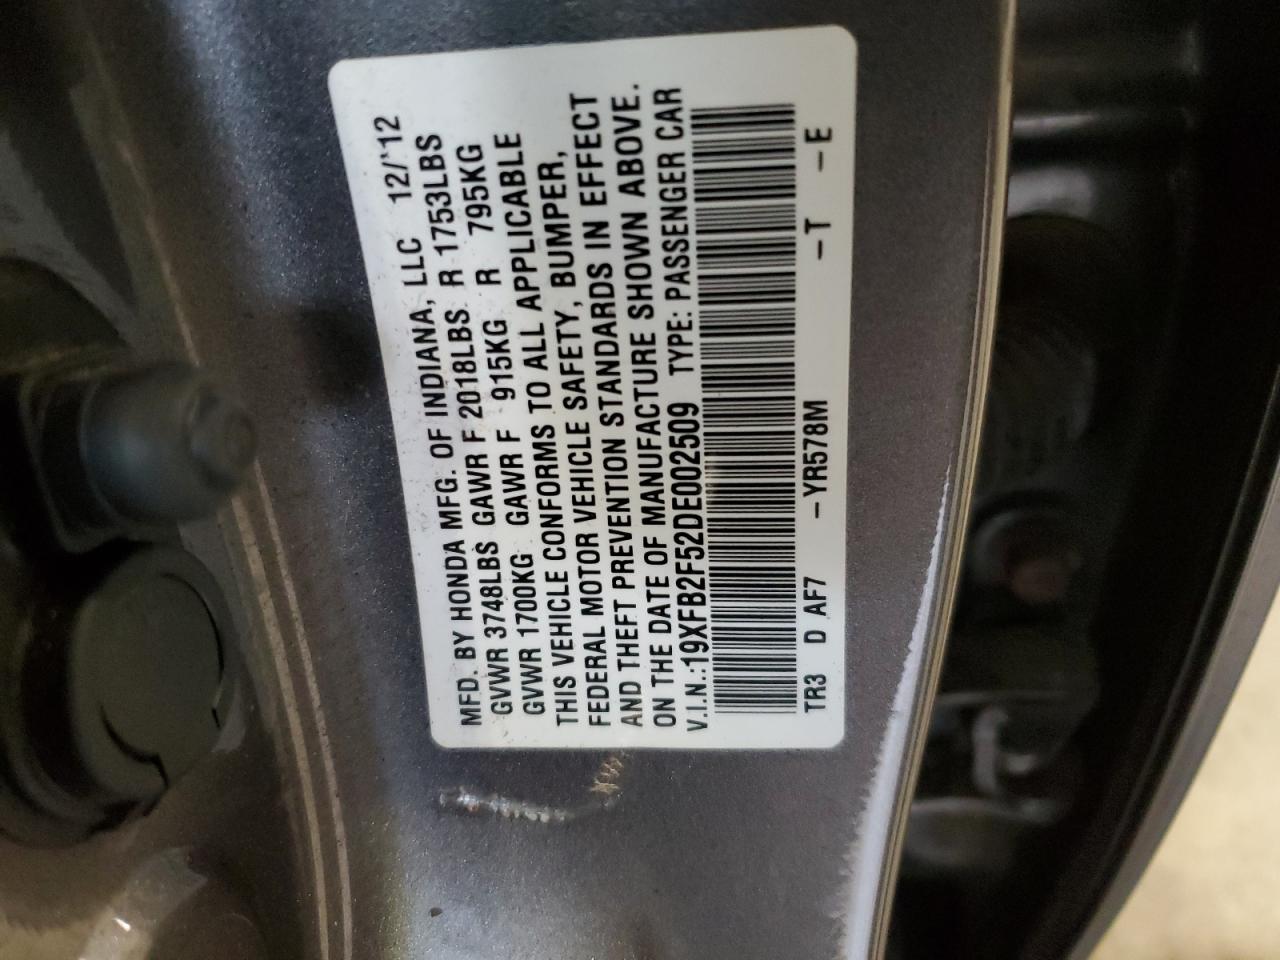 MFD. BY HONDA MFG. OF INDIANA, LLC 12/'12
GVWR 3748LBS GAWR F 2018LBS R 1753LBS
GVWR 1700KG GAWR F 915KG R 795KG
THIS VEHICLE CONFORMS TO ALL APPLICABLE
FEDERAL MOTOR VEHICLE SAFETY, BUMPER,
AND THEFT PREVENTION STANDARDS IN EFFECT
ON THE DATE OF MANUFACTURE SHOWN ABOVE.
V.I.N.:19XFB2F52DE002509 TYPE: PASSENGER CAR
TR3 D AF7 –YR578M –T –E